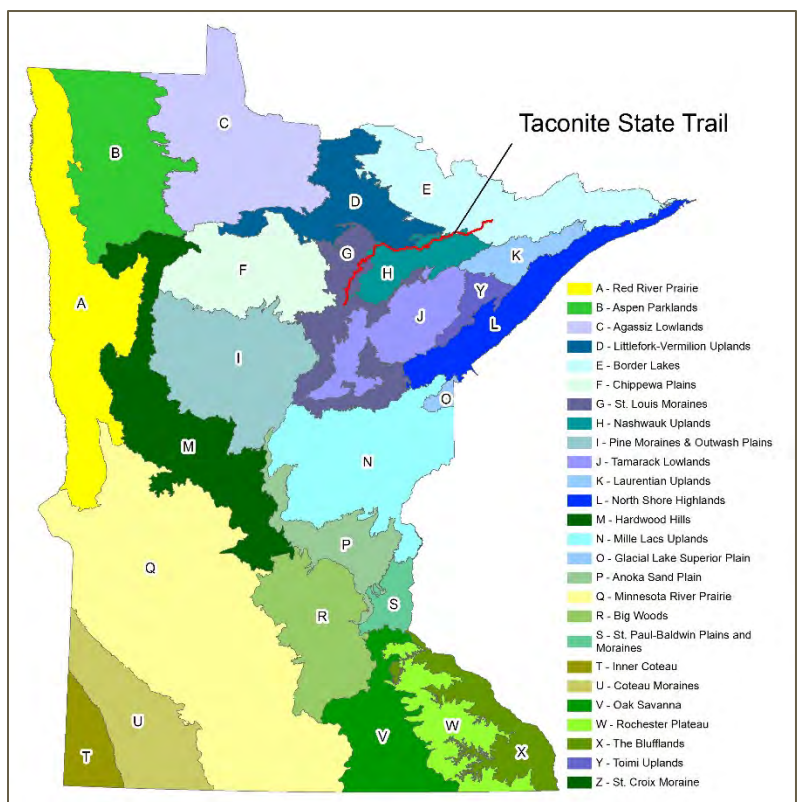 Taconite State Trail
C
B
E
D
G
K
F
H
A
Y
J
L
I
O
M
N
P
Q
R
S
U
W
V
X
T
A - Red River Prairie
B - Aspen Parklands
C - Agassiz Lowlands
D - Littlefork-Vermilion Uplands
E - Border Lakes
F - Chippewa Plains
G - St. Louis Moraines
H - Nashwauk Uplands
I - Pine Moraines & Outwash Plains
J - Tamarack Lowlands
K - Laurentian Uplands
L - North Shore Highlands
M - Hardwood Hills
N - Mille Lacs Uplands
O - Glacial Lake Superior Plain
P - Anoka Sand Plain
Q - Minnesota River Prairie
R - Big Woods
S - St. Paul-Baldwin Plains and
Moraines
T - Inner Coteau
U - Coteau Moraines
V - Oak Savanna
W - Rochester Plateau
X - The Blufflands
Y - Toimi Uplands
Z - St. Croix Moraine